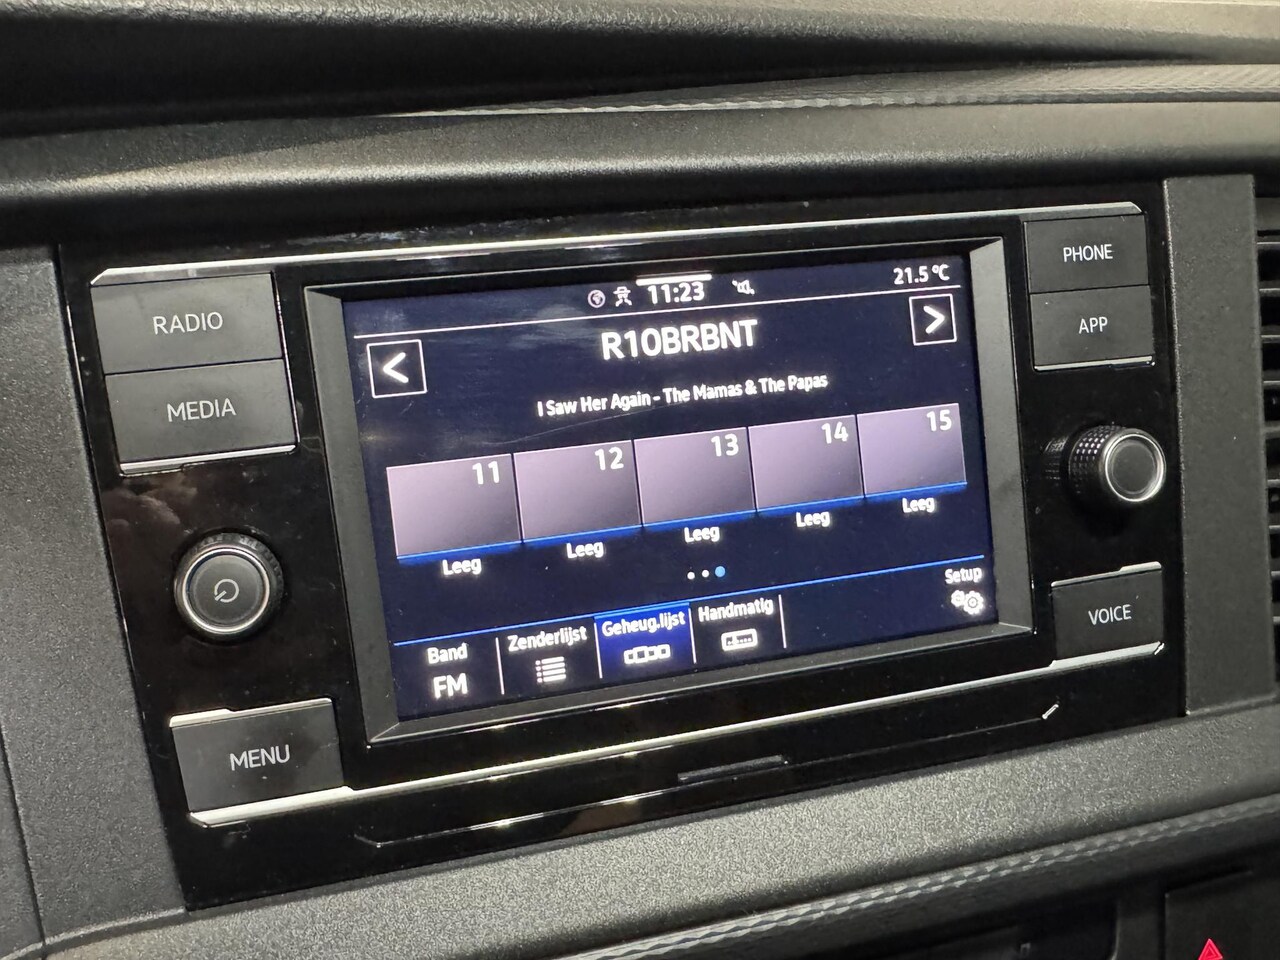 RADIO
MEDIA
MENU
PHONE
APP
VOICE
11:23
21.5°C
<
R10BRBNT
>
I Saw Her Again - The Mamas & The Papas
11 12 13 14 15
Leeg Leeg Leeg Leeg Leeg
Band
FM
Zenderlijst
Geheug.lijst
Handmatig
Setup